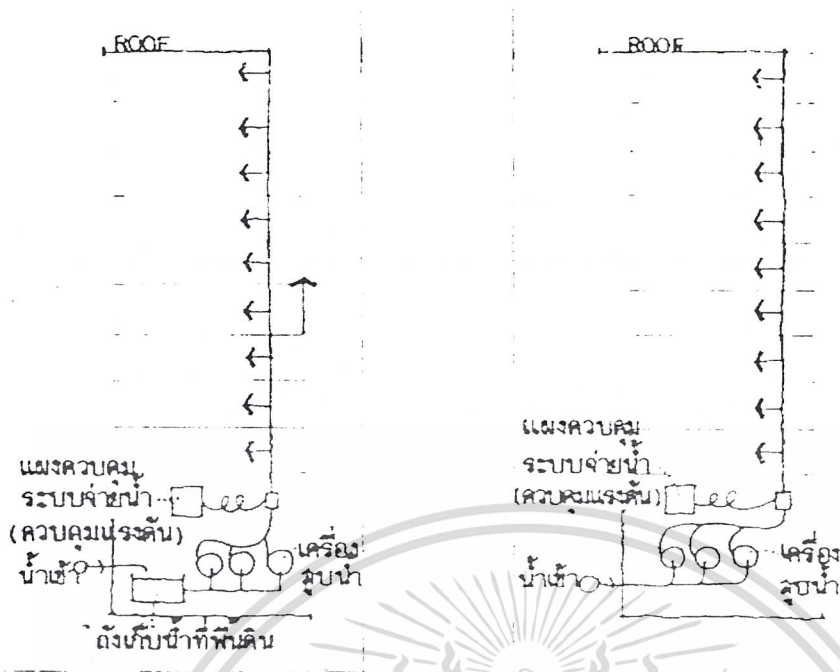 ROOF
แผงควบคุม
ระบบจ่ายน้ำ
(ควบคุมแรงดัน)
น้ำเข้า
เครื่อง
สูบน้ำ
ถังเก็บน้ำที่พื้นดิน
ROOF
แผงควบคุม
ระบบจ่ายน้ำ
(ควบคุมแรงดัน)
น้ำเข้า
เครื่อง
สูบน้ำ